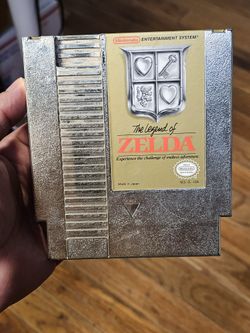 Nintendo
ENTERTAINMENT SYSTEM
The Legend of
ZELDA
Experience the challenge of endless adventure.
Made in Japan